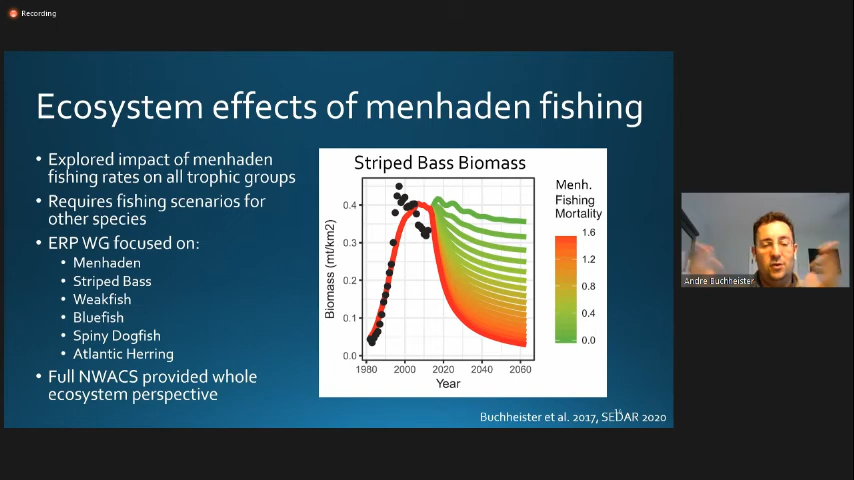 Recording
Ecosystem effects of menhaden fishing
• Explored impact of menhaden
fishing rates on all trophic groups
• Requires fishing scenarios for
other species
• ERP WG focused on:
• Menhaden
• Striped Bass
• Weakfish
• Bluefish
• Spiny Dogfish
• Atlantic Herring
• Full NWACS provided whole
ecosystem perspective
Striped Bass Biomass
Biomass (mt/km2)
0.4
0.3
0.2
0.1
0.0
1980 2000 2020 2040 2060
Year
Menh.
Fishing
Mortality
1.6
1.2
0.8
0.4
0.0
Buchheister et al. 2017, SEDAR 2020
Andre Buchheister